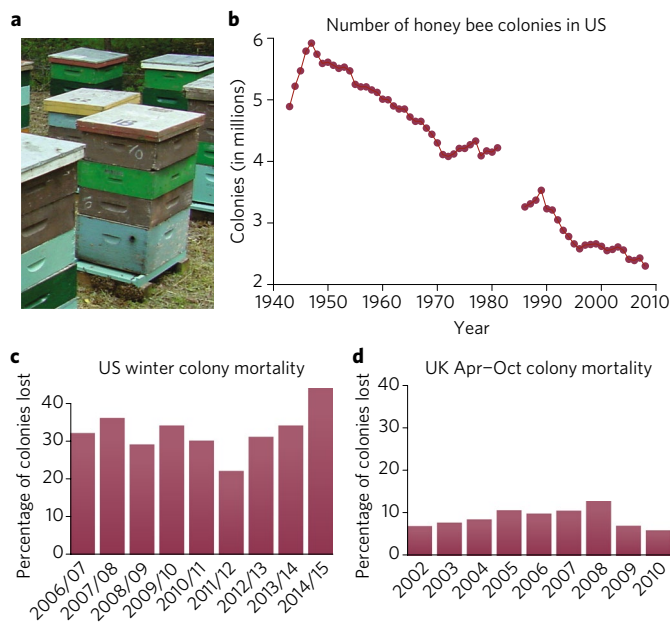 a
b
Number of honey bee colonies in US
Colonies (in millions)
6
5
4
3
2
1940 1950 1960 1970 1980 1990 2000 2010
Year
c
US winter colony mortality
Percentage of colonies lost
40
30
20
10
0
2006/07 2007/08 2008/09 2009/10 2010/11 2011/12 2012/13 2013/14 2014/15
d
UK Apr–Oct colony mortality
Percentage of colonies lost
40
30
20
10
0
2002 2003 2004 2005 2006 2007 2008 2009 2010